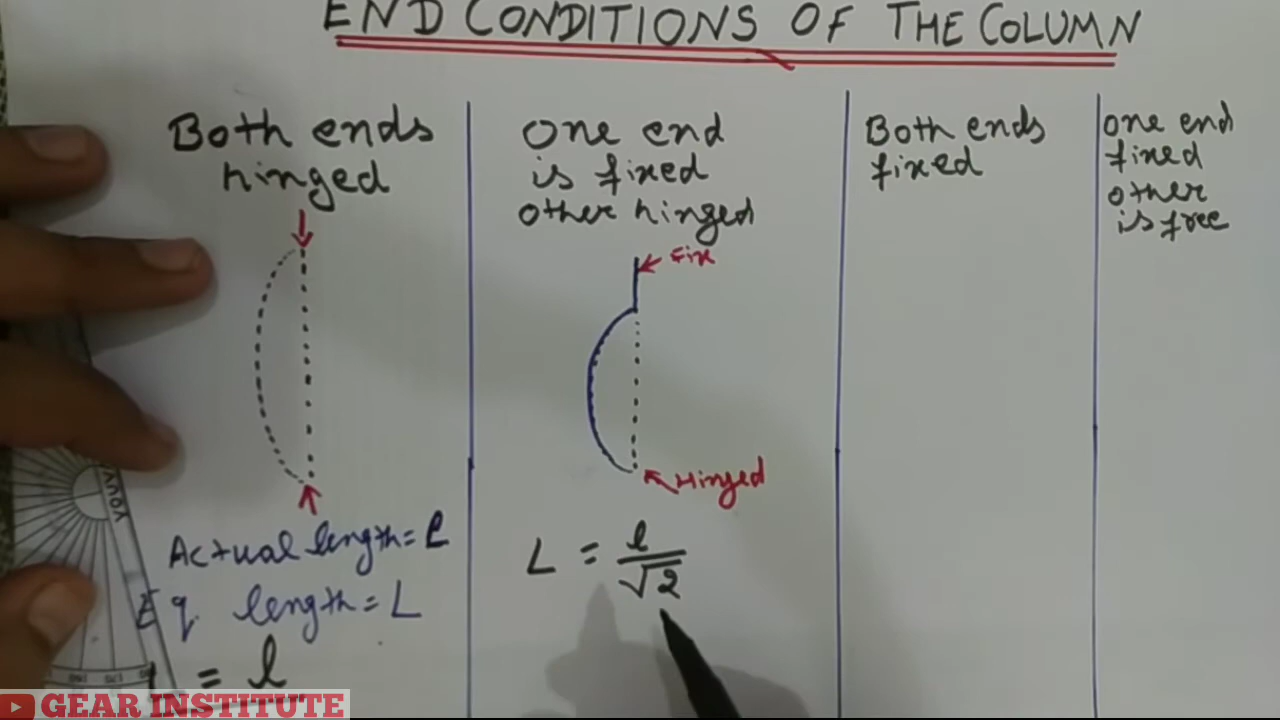 END CONDITIONS OF THE COLUMN
Both ends
hinged
One end
is fixed
other hinged
Both ends
fixed
one end
fixed
other
is free
Fix
Hinged
Actual length = l
Eq length = L
L = l
L = l/√2
GEAR INSTITUTE